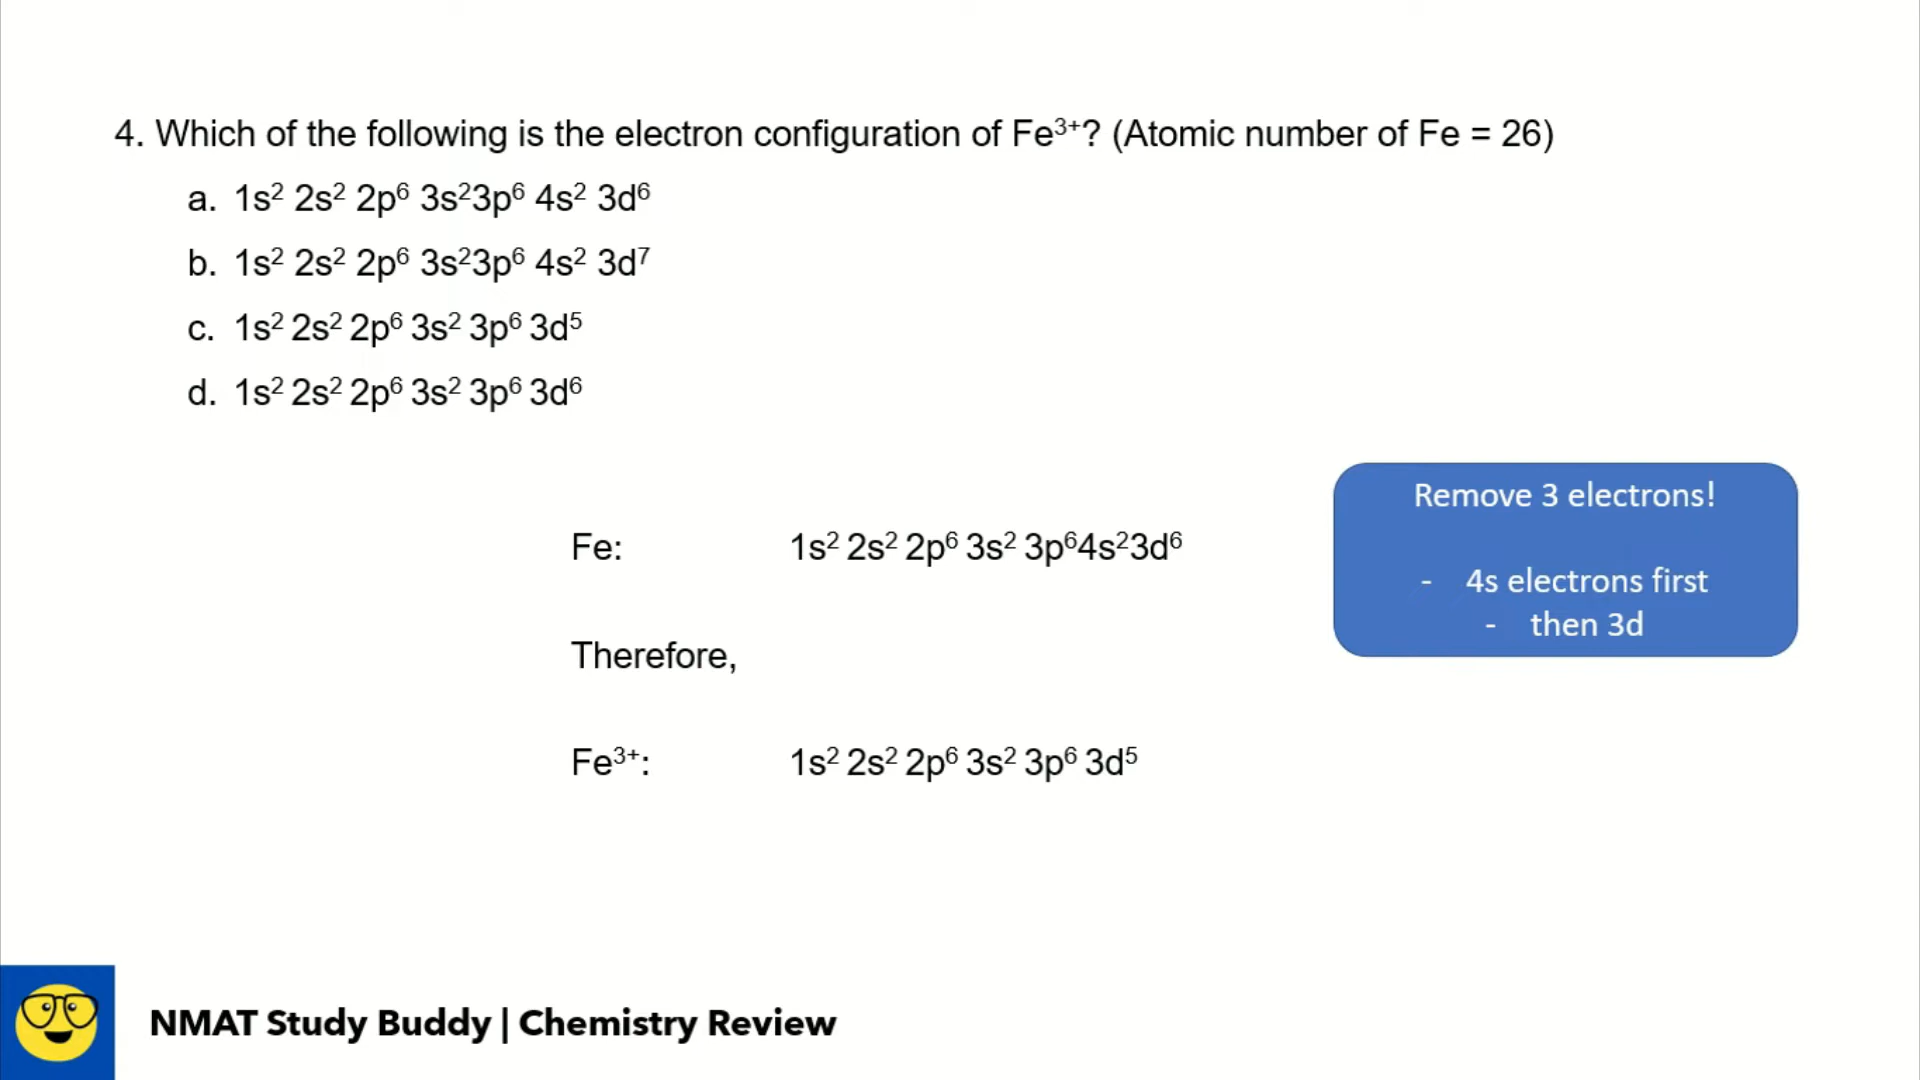 4. Which of the following is the electron configuration of Fe³⁺? (Atomic number of Fe = 26)
a. 1s² 2s² 2p⁶ 3s²3p⁶ 4s² 3d⁶
b. 1s² 2s² 2p⁶ 3s²3p⁶ 4s² 3d⁷
c. 1s² 2s² 2p⁶ 3s² 3p⁶ 3d⁵
d. 1s² 2s² 2p⁶ 3s² 3p⁶ 3d⁶
Remove 3 electrons!
- 4s electrons first
- then 3d
Fe: 1s² 2s² 2p⁶ 3s² 3p⁶4s²3d⁶
Therefore,
Fe³⁺: 1s² 2s² 2p⁶ 3s² 3p⁶ 3d⁵
NMAT Study Buddy | Chemistry Review